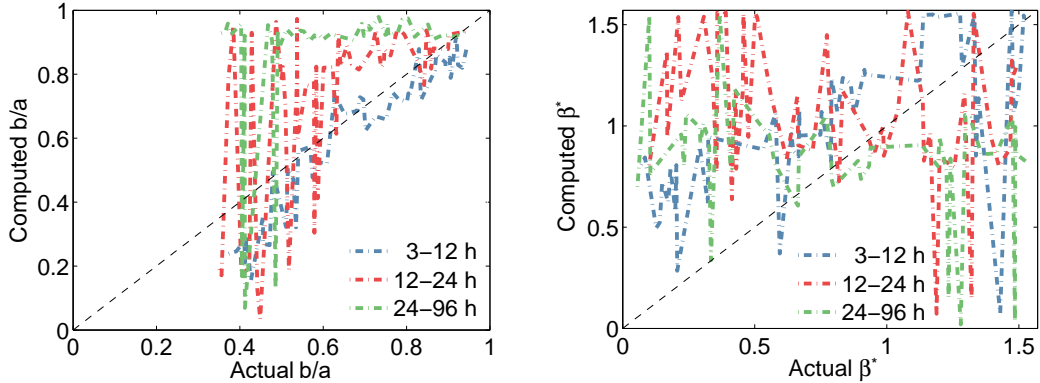 1
0.8
0.6
0.4
0.2
0
0 0.2 0.4 0.6 0.8 1
Computed b/a
Actual b/a
3–12 h
12–24 h
24–96 h
1.5
1
0.5
0
0 0.5 1 1.5
Computed β*
Actual β*
3–12 h
12–24 h
24–96 h